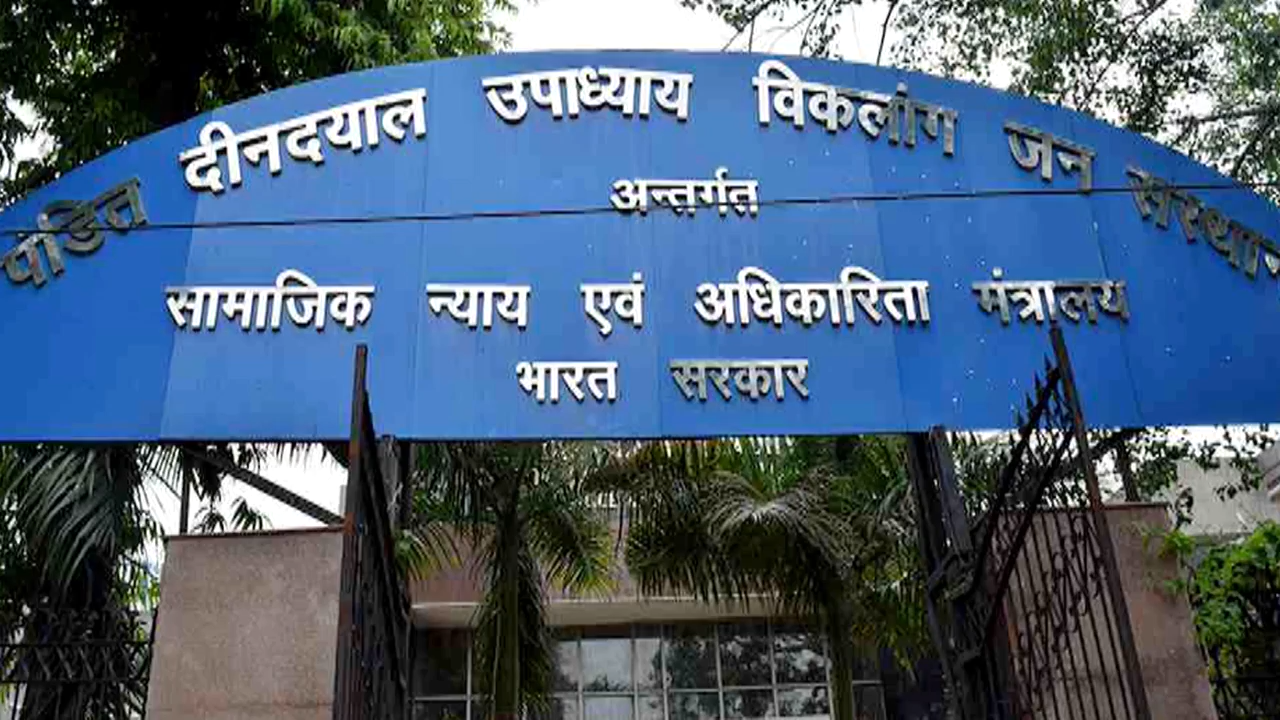 पंडित दीनदयाल उपाध्याय विकलांग जन संस्थान
अन्तर्गत
सामाजिक न्याय एवं अधिकारिता मंत्रालय
भारत सरकार